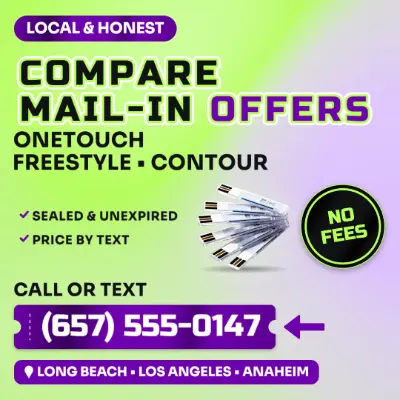 LOCAL & HONEST
COMPARE
MAIL-IN OFFERS
ONETOUCH
FREESTYLE • CONTOUR
SEALED & UNEXPIRED
PRICE BY TEXT
NO
FEES
CALL OR TEXT
(657) 555-0147
LONG BEACH • LOS ANGELES • ANAHEIM